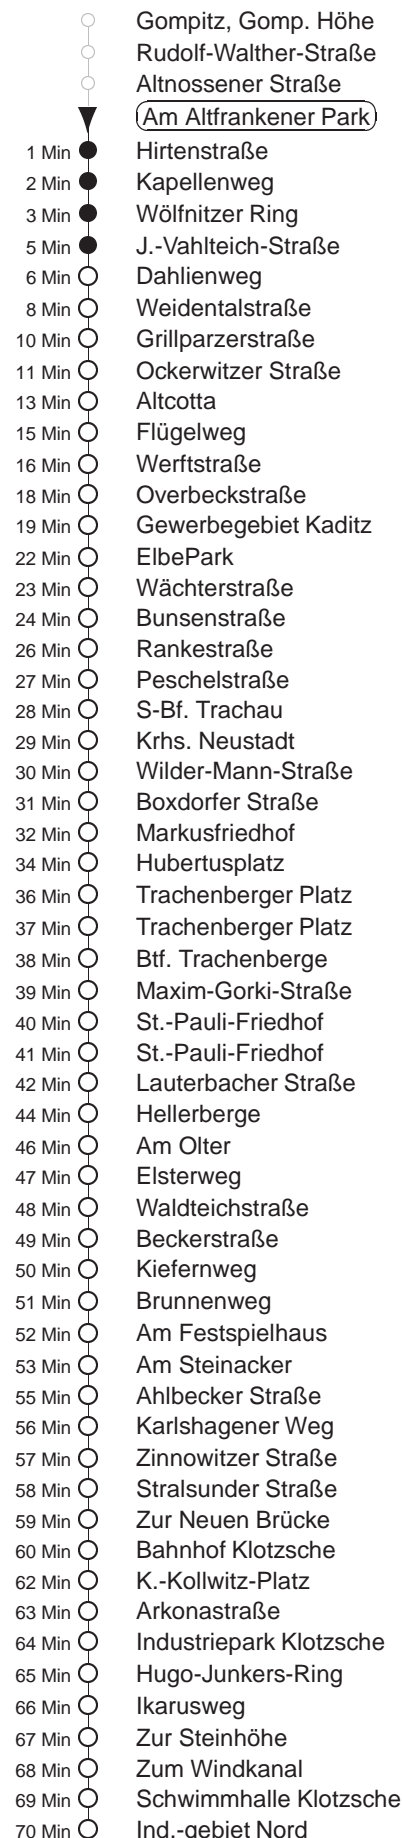 Gompitz, Gomp. Höhe
Rudolf-Walther-Straße
Altnossener Straße
Am Altfrankener Park
1 Min Hirtenstraße
2 Min Kapellenweg
3 Min Wölfnitzer Ring
5 Min J.-Vahlteich-Straße
6 Min Dahlienweg
8 Min Weidentalstraße
10 Min Grillparzerstraße
11 Min Ockerwitzer Straße
13 Min Altcotta
15 Min Flügelweg
16 Min Werftstraße
18 Min Overbeckstraße
19 Min Gewerbegebiet Kaditz
22 Min ElbePark
23 Min Wächterstraße
24 Min Bunsenstraße
26 Min Rankestraße
27 Min Peschelstraße
28 Min S-Bf. Trachau
29 Min Krhs. Neustadt
30 Min Wilder-Mann-Straße
31 Min Boxdorfer Straße
32 Min Markusfriedhof
34 Min Hubertusplatz
36 Min Trachenberger Platz
37 Min Trachenberger Platz
38 Min Btf. Trachenberge
39 Min Maxim-Gorki-Straße
40 Min St.-Pauli-Friedhof
41 Min St.-Pauli-Friedhof
42 Min Lauterbacher Straße
44 Min Hellerberge
46 Min Am Olter
47 Min Elsterweg
48 Min Waldteichstraße
49 Min Beckerstraße
50 Min Kiefernweg
51 Min Brunnenweg
52 Min Am Festspielhaus
53 Min Am Steinacker
55 Min Ahlbecker Straße
56 Min Karlshagener Weg
57 Min Zinnowitzer Straße
58 Min Stralsunder Straße
59 Min Zur Neuen Brücke
60 Min Bahnhof Klotzsche
62 Min K.-Kollwitz-Platz
63 Min Arkonastraße
64 Min Industriepark Klotzsche
65 Min Hugo-Junkers-Ring
66 Min Ikarusweg
67 Min Zur Steinhöhe
68 Min Zum Windkanal
69 Min Schwimmhalle Klotzsche
70 Min Ind.-gebiet Nord